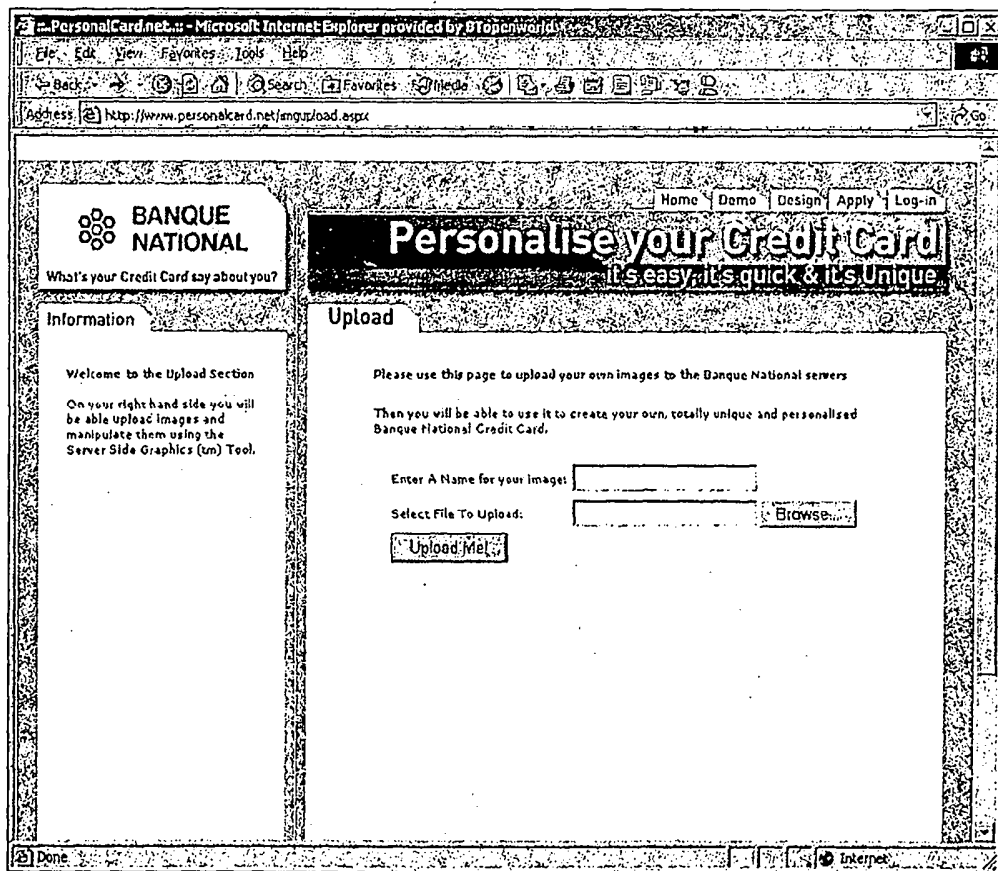 ::..PersonalCard.net..:: - Microsoft Internet Explorer provided by BTopenworld
File Edit View Favorites Tools Help
Back Search Favorites Media
Address http://www.personalcard.net/imgupload.aspx Go
Home Demo Design Apply Log-in
BANQUE
NATIONAL
What's your Credit Card say about you?
Personalise your Credit Card
it's easy, it's quick & it's Unique
Information
Upload
Welcome to the Upload Section
On your right hand side you will
be able upload images and
manipulate them using the
Server Side Graphics (tm) Tool.
Please use this page to upload your own images to the Banque National servers
Then you will be able to use it to create your own, totally unique and personalised
Banque National Credit Card.
Enter A Name for your Image:
Select File To Upload:
Browse...
Upload Me!
Done
Internet